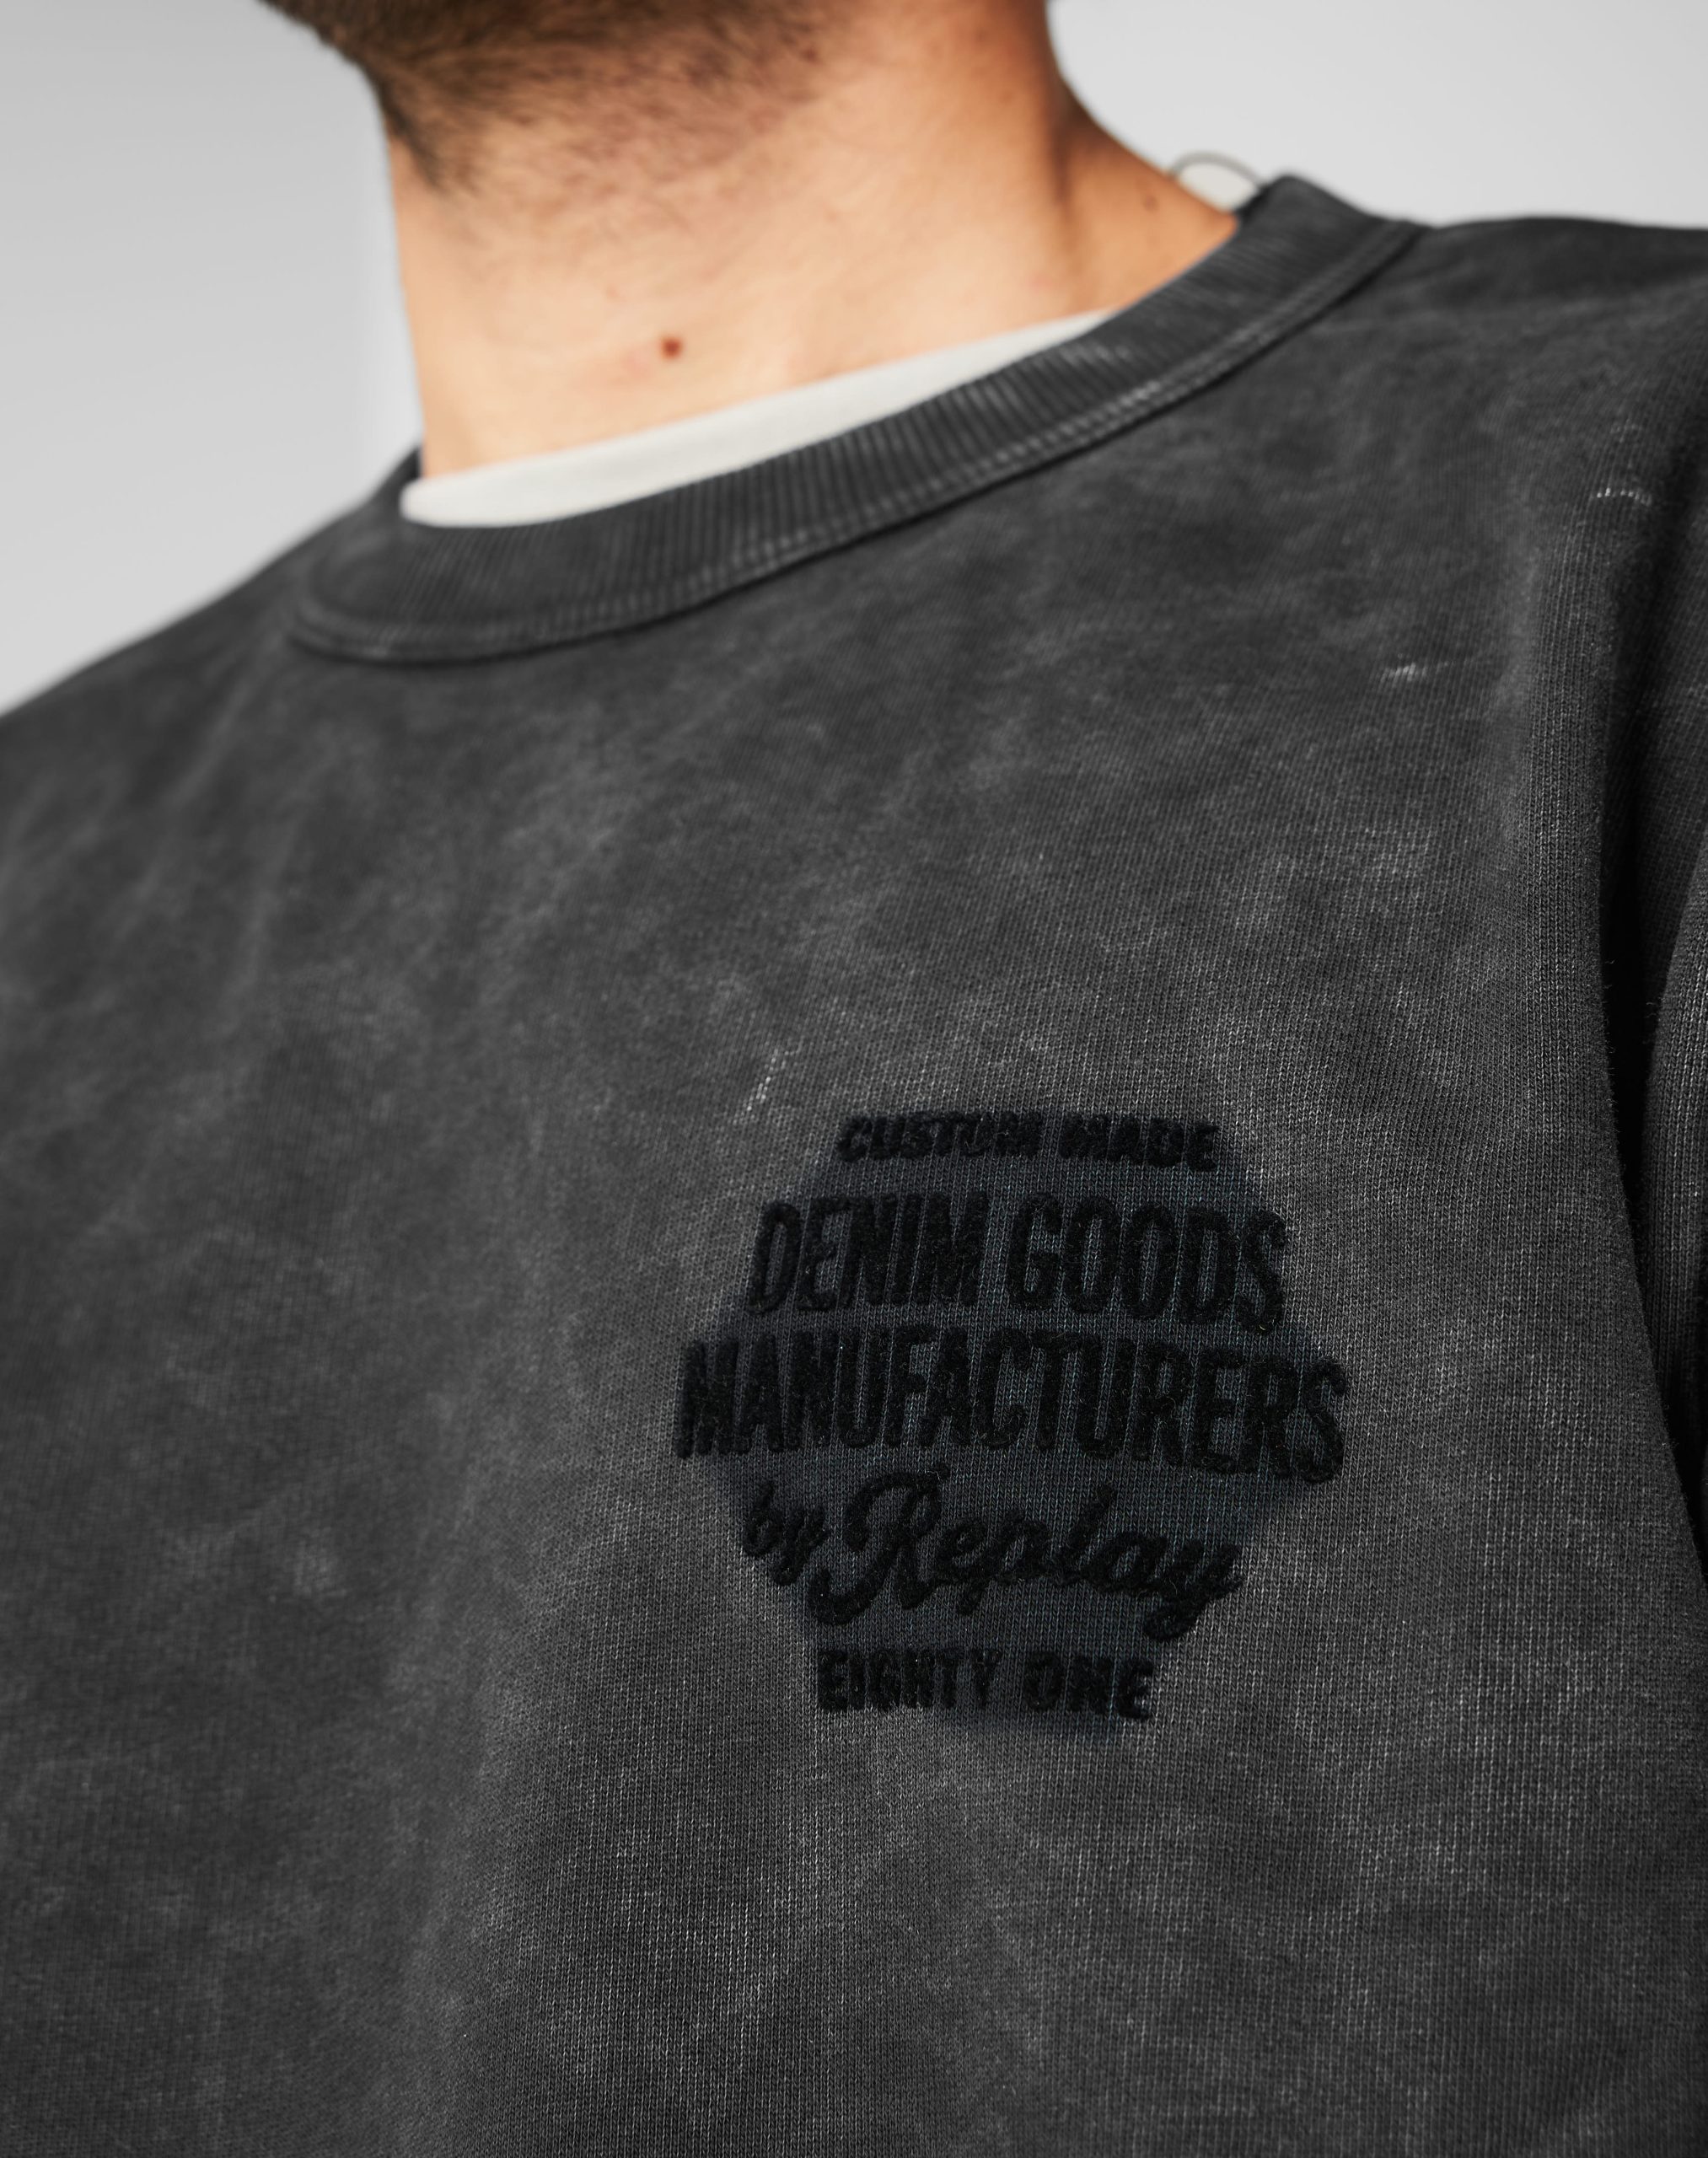 CUSTOM MADE
DENIM GOODS
MANUFACTURERS
by Replay
EIGHTY ONE